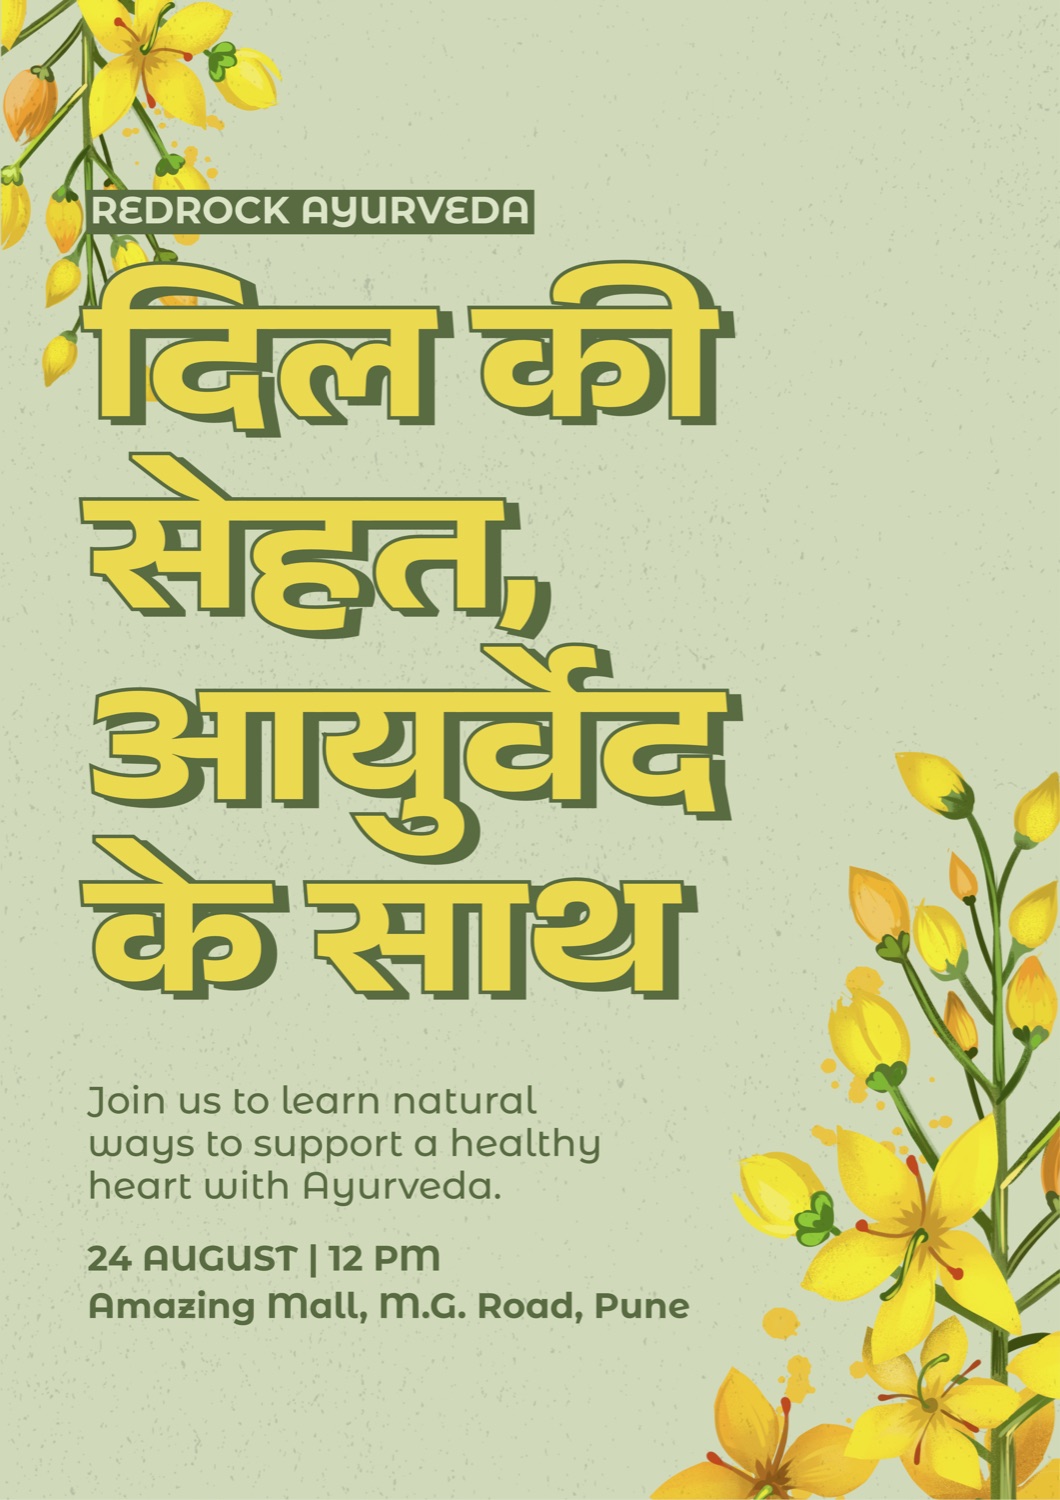 REDROCK AYURVEDA
दिल की
सेहत,
आयुर्वेद
के साथ
Join us to learn natural
ways to support a healthy
heart with Ayurveda.
24 AUGUST | 12 PM
Amazing Mall, M.G. Road, Pune